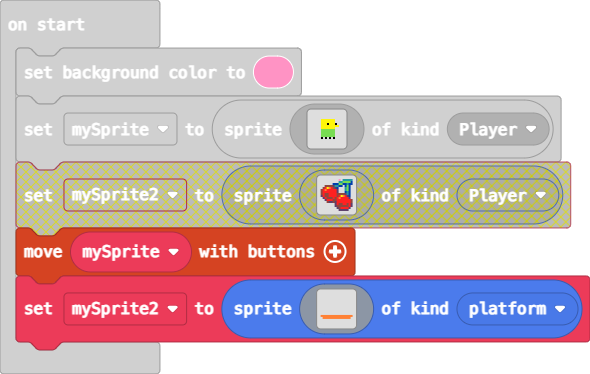 on start
set background color to
set mySprite to sprite of kind Player
set mySprite2 to sprite of kind Player
move mySprite with buttons
set mySprite2 to sprite of kind platform